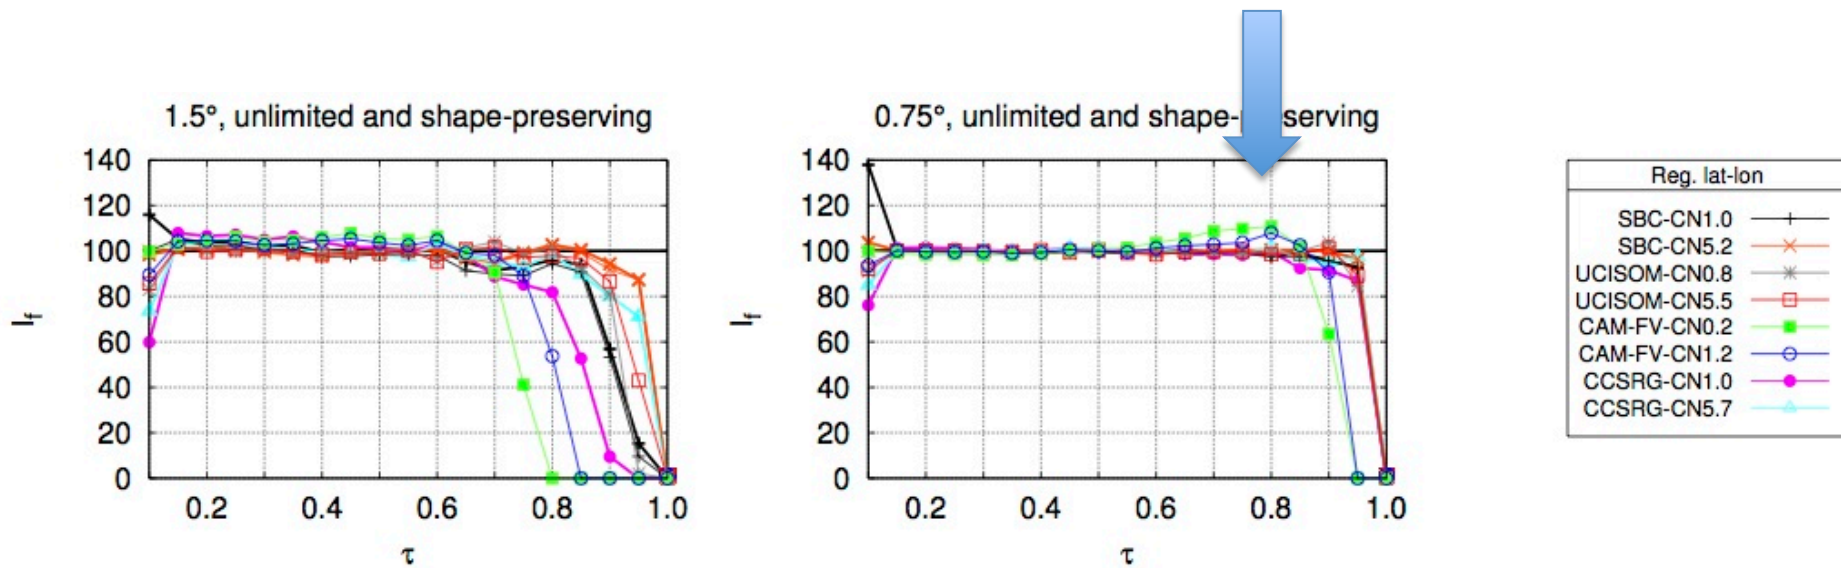 1.5°, unlimited and shape-preserving
140
120
100
80
60
40
20
0
0.2 0.4 0.6 0.8 1.0
l_f
τ
0.75°, unlimited and shape-preserving
140
120
100
80
60
40
20
0
0.2 0.4 0.6 0.8 1.0
l_f
τ
Reg. lat-lon
SBC-CN1.0
SBC-CN5.2
UCISOM-CN0.8
UCISOM-CN5.5
CAM-FV-CN0.2
CAM-FV-CN1.2
CCSRG-CN1.0
CCSRG-CN5.7